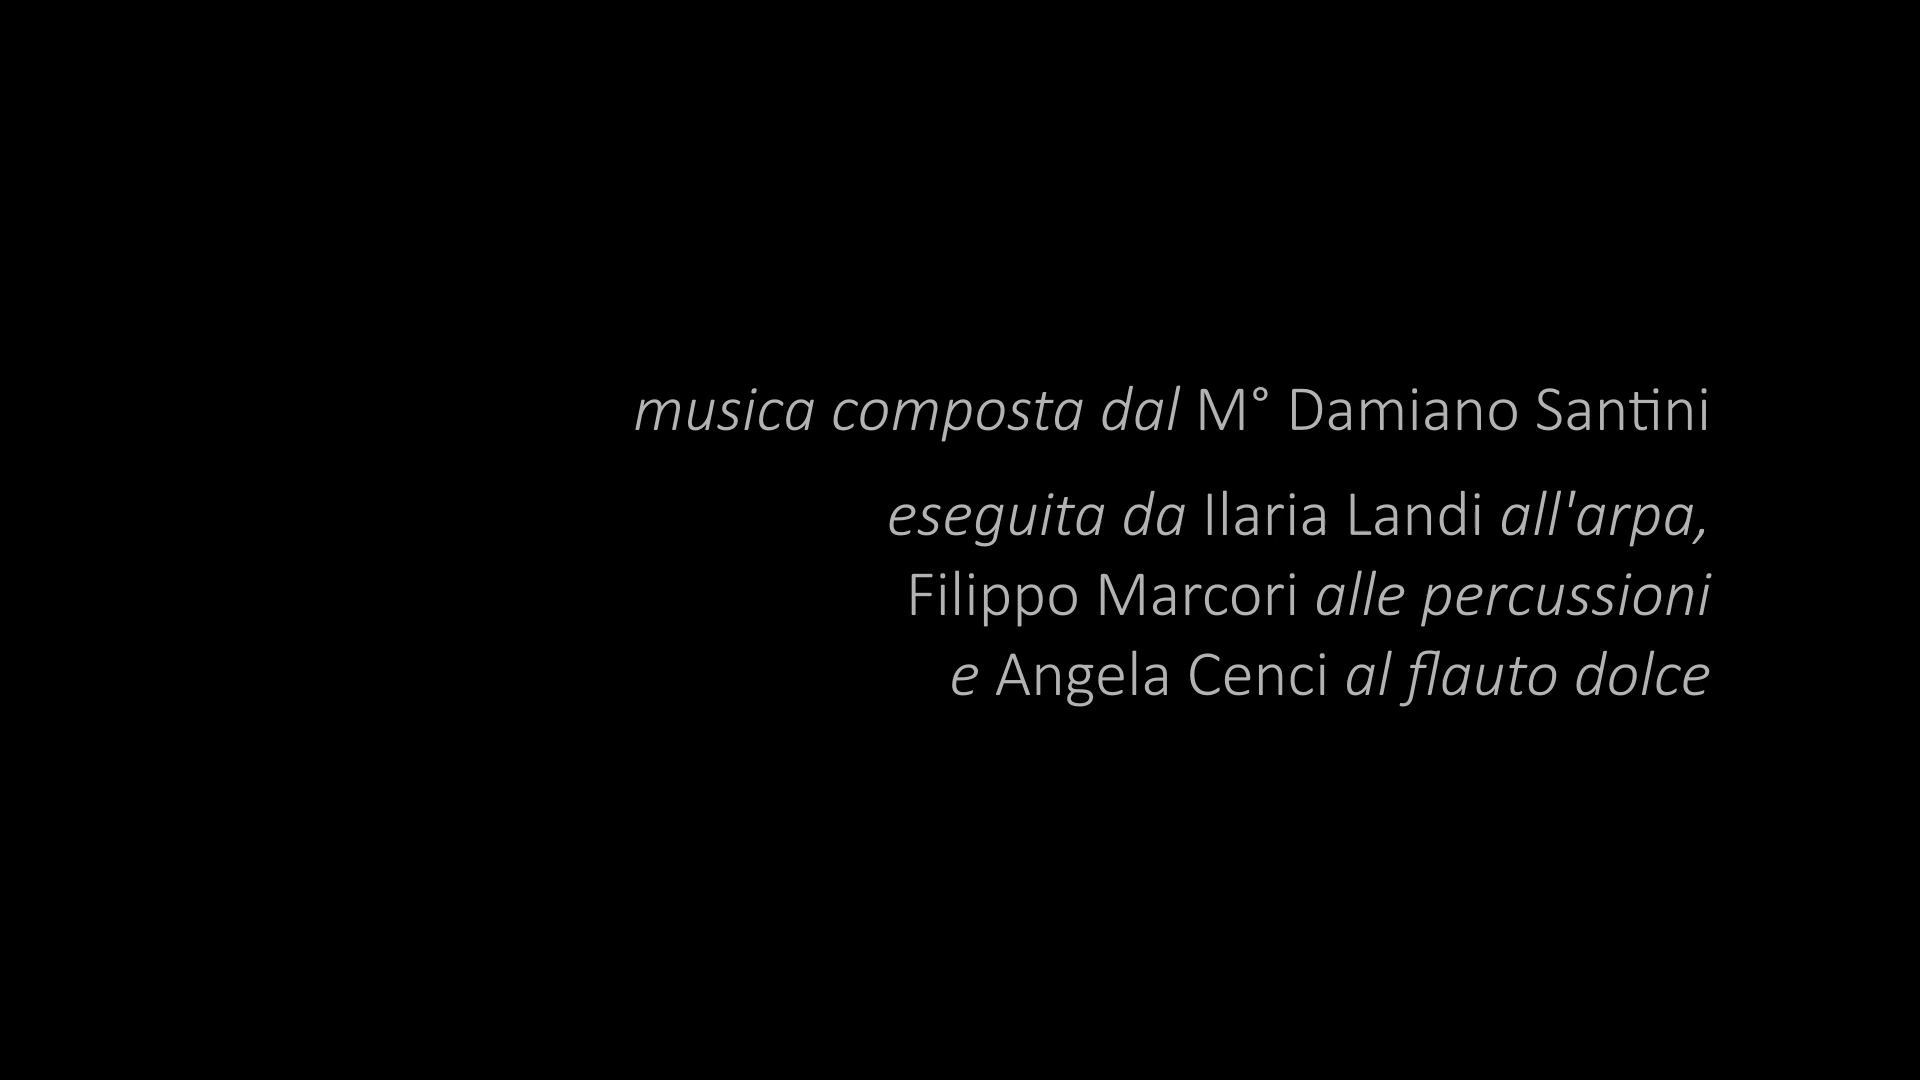 musica composta dal M° Damiano Santini
eseguita da Ilaria Landi all'arpa,
Filippo Marcori alle percussioni
e Angela Cenci al flauto dolce